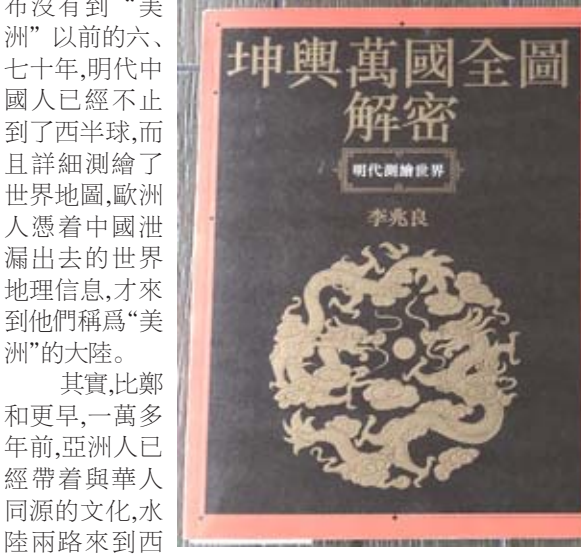 布沒有到“美
洲”以前的六、
七十年,明代中
國人已經不止
到了西半球,而
且詳細測繪了
世界地圖,歐洲
人憑着中國泄
漏出去的世界
地理信息,才來
到他們稱爲“美
洲”的大陸。
其實,比鄭
和更早,一萬多
年前,亞洲人已
經帶着與華人
同源的文化,水
陸兩路來到西
坤輿萬國全圖
解密
明代測繪世界
李兆良